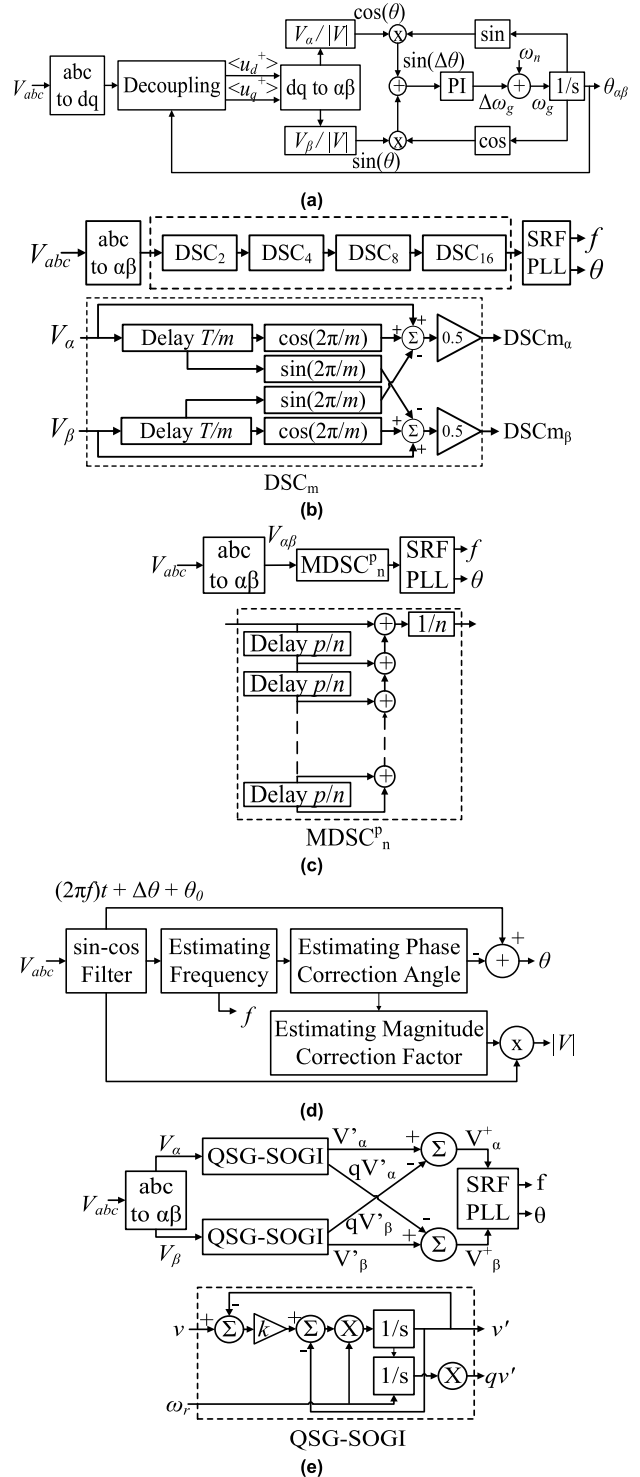 cos(θ)
V_α / |V|
x
sin
ω_n
abc to dq
V_abc
Decoupling
<u_d^+>
<u_q^+>
dq to αβ
sin(Δθ)
+
PI
Δω_g
+
ω_g
1/s
θ_αβ
V_β / |V|
sin(θ)
x
cos
(a)
V_abc
abc to αβ
DSC_2
DSC_4
DSC_8
DSC_16
SRF PLL
f
θ
V_α
Delay T/m
cos(2π/m)
+
+
Σ
-
0.5
DSCm_α
sin(2π/m)
sin(2π/m)
V_β
Delay T/m
cos(2π/m)
-
+
Σ
+
0.5
DSCm_β
DSC_m
(b)
V_abc
abc to αβ
V_αβ
MDSC^p_n
SRF PLL
f
θ
+
1/n
Delay p/n
+
Delay p/n
+
+
Delay p/n
MDSC^p_n
(c)
(2πf)t + Δθ + θ_0
V_abc
sin-cos Filter
Estimating Frequency
Estimating Phase Correction Angle
+
-
+
θ
f
Estimating Magnitude Correction Factor
x
|V|
(d)
V_α
QSG-SOGI
V'_α
+
Σ
-
V^+_α
qV'_α
V_abc
abc to αβ
SRF PLL
f
θ
V_β
QSG-SOGI
qV'_β
V'_β
-
+
Σ
V^+_β
v
+
-
Σ
k
+
-
Σ
X
1/s
v'
1/s
X
qv'
ω_r
QSG-SOGI
(e)